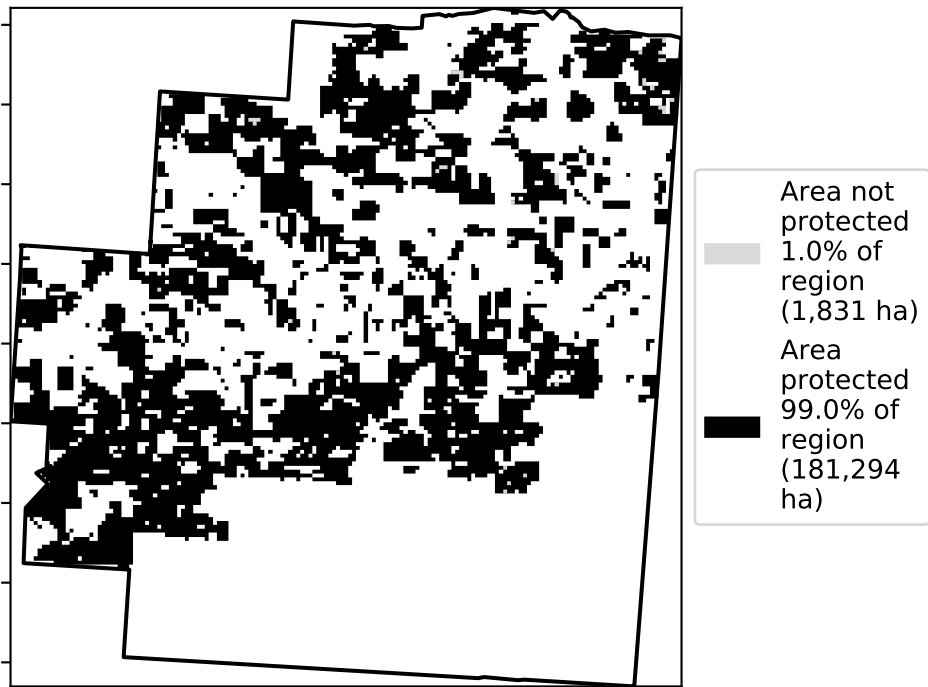 Area not
protected
1.0% of
region
(1,831 ha)
Area
protected
99.0% of
region
(181,294
ha)